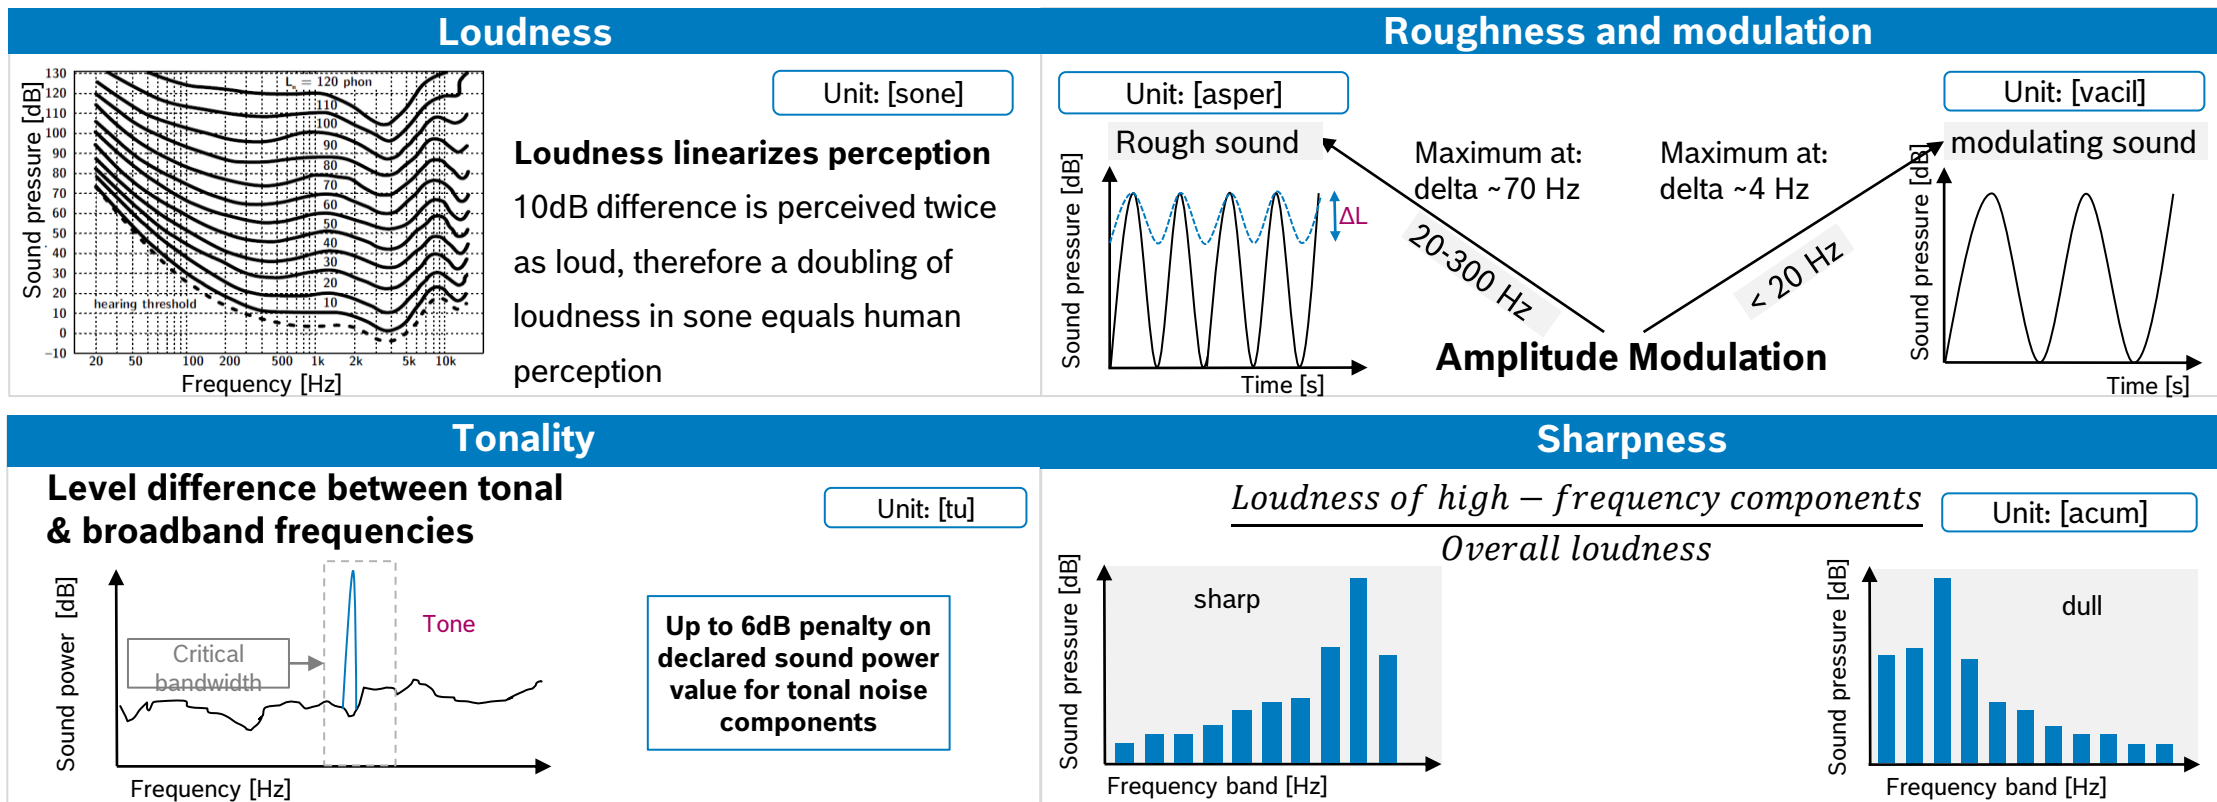 Loudness
Unit: [sone]
Sound pressure [dB]
130
120
110
100
90
80
70
60
50
40
30
20
10
0
−10
L = 120 phon
110
100
90
80
70
60
50
40
30
20
10
hearing threshold
20 50 100 200 500 1k 2k 5k 10k
Frequency [Hz]
Loudness linearizes perception
10dB difference is perceived twice
as loud, therefore a doubling of
loudness in sone equals human
perception
Roughness and modulation
Unit: [asper]
Rough sound
Sound pressure [dB]
ΔL
Time [s]
Maximum at:
delta ~70 Hz
20-300 Hz
Maximum at:
delta ~4 Hz
< 20 Hz
Amplitude Modulation
Unit: [vacil]
modulating sound
Sound pressure [dB]
Time [s]
Tonality
Level difference between tonal
& broadband frequencies
Unit: [tu]
Sound power [dB]
Critical
bandwidth
Tone
Frequency [Hz]
Up to 6dB penalty on
declared sound power
value for tonal noise
components
Sharpness
Loudness of high − frequency components
Overall loudness
Unit: [acum]
Sound pressure [dB]
sharp
Frequency band [Hz]
Sound pressure [dB]
dull
Frequency band [Hz]